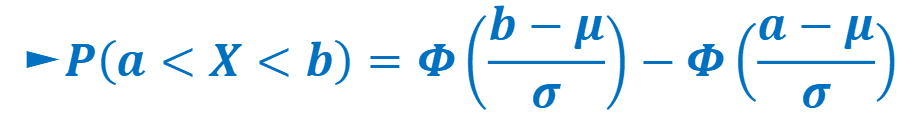 ►P(a < X < b) = Φ((b − μ)/σ) − Φ((a − μ)/σ)